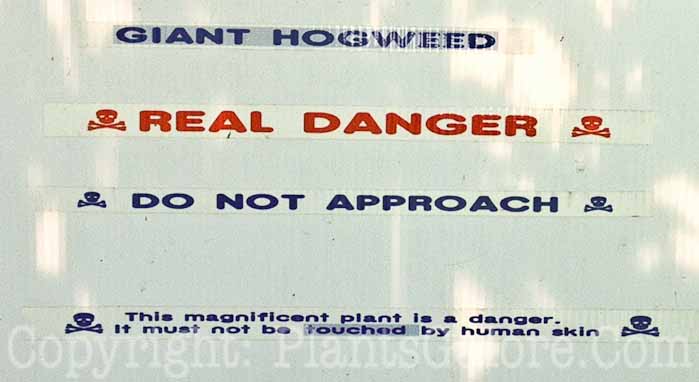 GIANT HOGWEED
REAL DANGER
DO NOT APPROACH
This magnificent plant is a danger.
It must not be touched by human skin
Copyright: PlantsGalore.Com